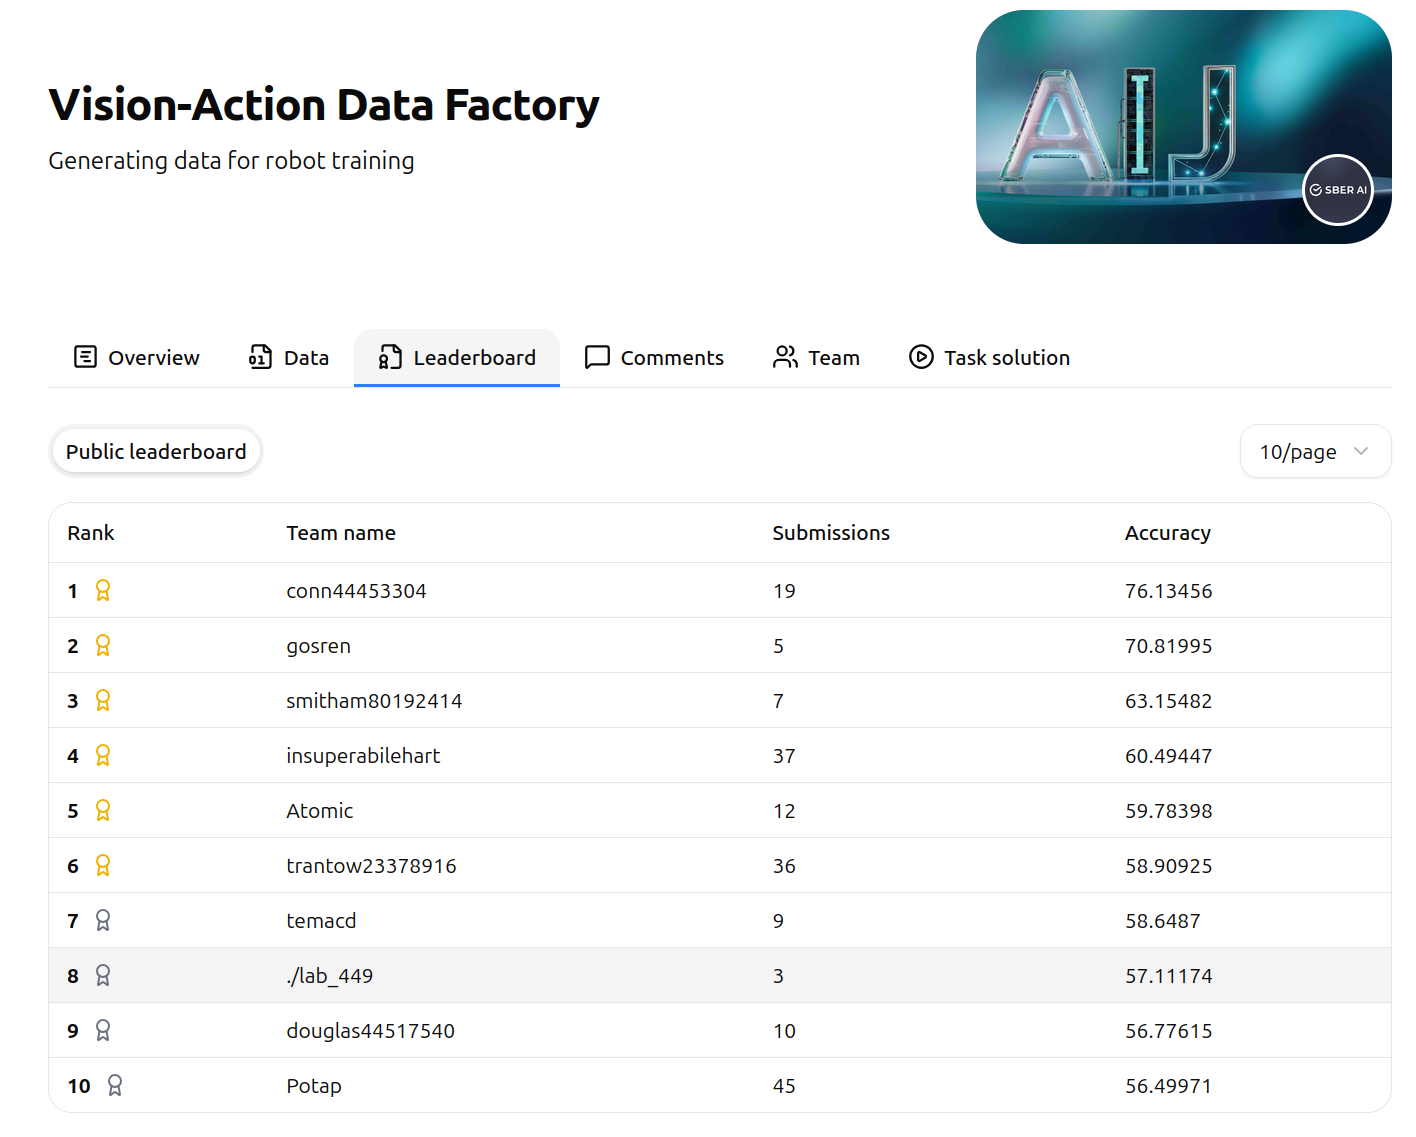 Vision-Action Data Factory
Generating data for robot training
AIJ
SBER AI
Overview Data Leaderboard Comments Team Task solution
Public leaderboard 10/page
Rank Team name Submissions Accuracy
1 conn44453304 19 76.13456
2 gosren 5 70.81995
3 smitham80192414 7 63.15482
4 insuperabilehart 37 60.49447
5 Atomic 12 59.78398
6 trantow23378916 36 58.90925
7 temacd 9 58.6487
8 ./lab_449 3 57.11174
9 douglas44517540 10 56.77615
10 Potap 45 56.49971